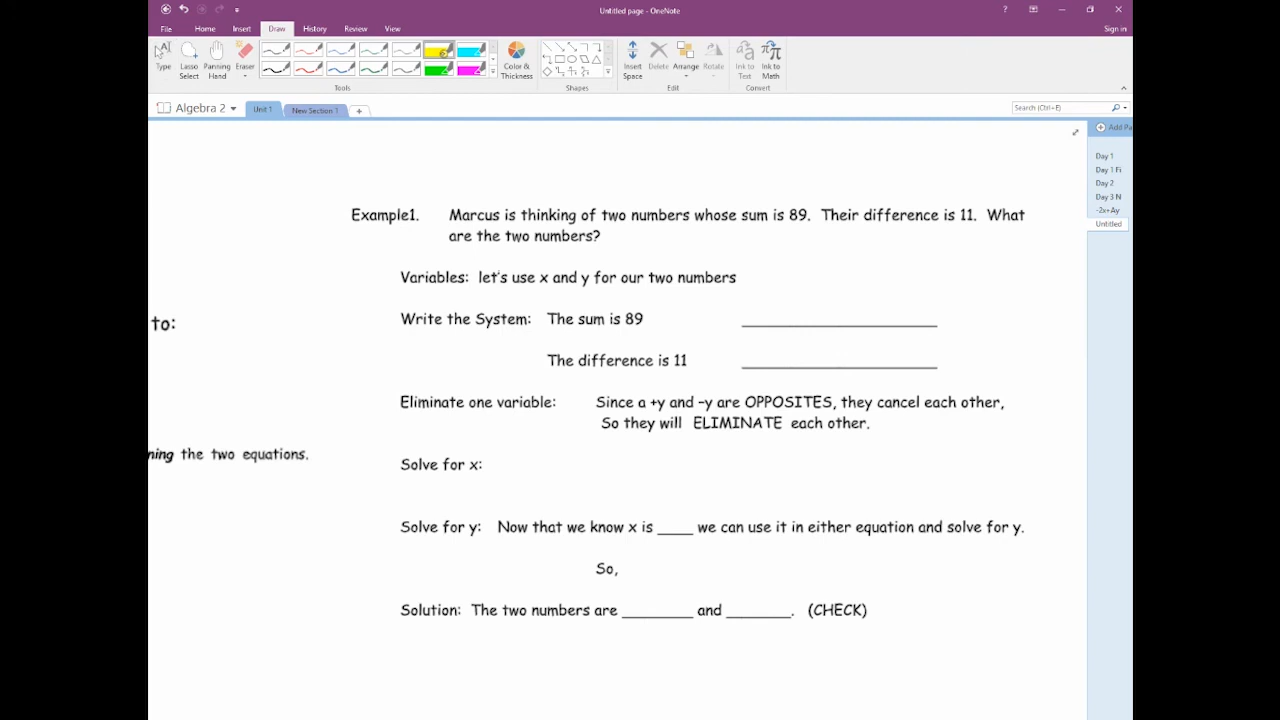 Untitled page - OneNote
File Home Insert Draw History Review View
Sign in
Type
Lasso Select
Panning Hand
Eraser
Color & Thickness
Insert Space
Delete
Arrange
Rotate
Ink to Text
Ink to Math
Tools
Shapes
Edit
Convert
Algebra 2
Unit 1
New Section 1
Search (Ctrl+E)
Add Pa
Day 1
Day 1 Fi
Day 2
Day 3 N
-2x+Ay
Untitled
Example1. Marcus is thinking of two numbers whose sum is 89. Their difference is 11. What
are the two numbers?
Variables: let's use x and y for our two numbers
to:
Write the System: The sum is 89 ____________________
The difference is 11 ____________________
Eliminate one variable: Since a +y and –y are OPPOSITES, they cancel each other,
So they will ELIMINATE each other.
ning the two equations.
Solve for x:
Solve for y: Now that we know x is ____ we can use it in either equation and solve for y.
So,
Solution: The two numbers are ________ and ________. (CHECK)